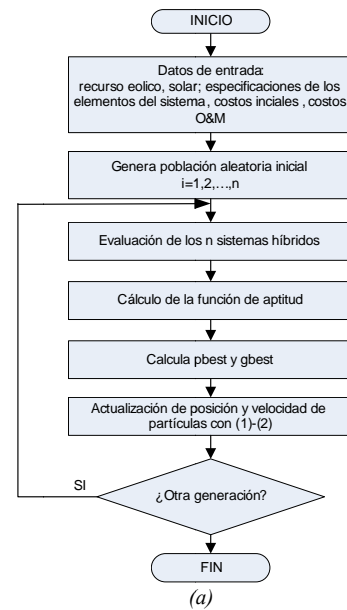 INICIO
Datos de entrada:
recurso eolico, solar; especificaciones de los
elementos del sistema, costos inciales, costos
O&M
Genera población aleatoria inicial
i=1,2,…,n
Evaluación de los n sistemas híbridos
Cálculo de la función de aptitud
Calcula pbest y gbest
Actualización de posición y velocidad de
partículas con (1)-(2)
SI
¿Otra generación?
FIN
(a)